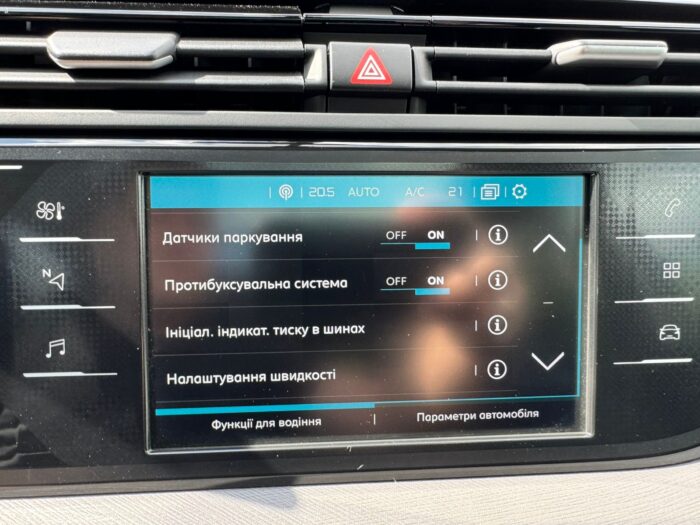 20.5 AUTO A/C 21
Датчики паркування OFF ON
Протибуксувальна система OFF ON
Ініціал. індикат. тиску в шинах
Налаштування швидкості
Функції для водіння Параметри автомобіля
N